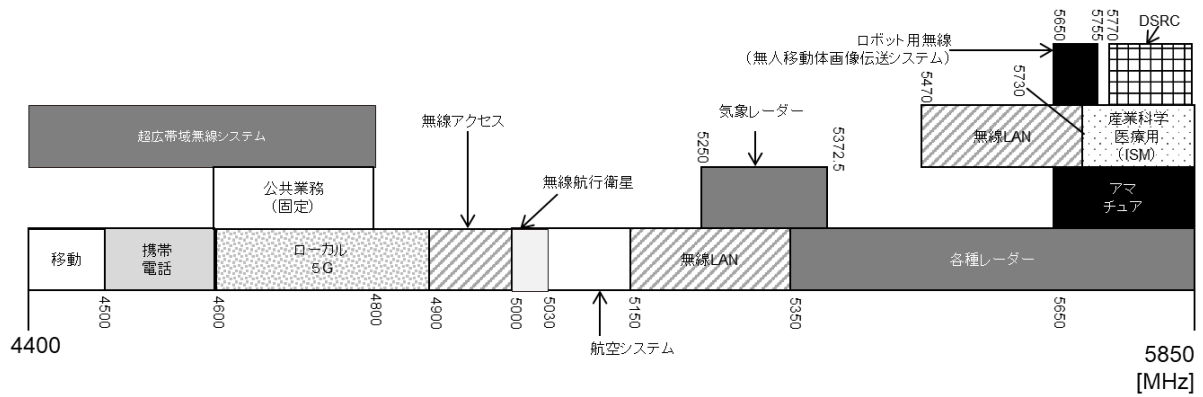 5650
5755
5770
DSRC
ロボット用無線
（無人移動体画像伝送システム）
5470
5730
超広帯域無線システム
無線アクセス
気象レーダー
5250
5372.5
無線LAN
産業科学
医療用
（ISM）
公共業務
（固定）
無線航行衛星
アマ
チュア
移動
携帯
電話
ローカル
５G
無線LAN
各種レーダー
4500
4600
4800
4900
5000
5030
5150
5350
5650
航空システム
4400
5850
[MHz]